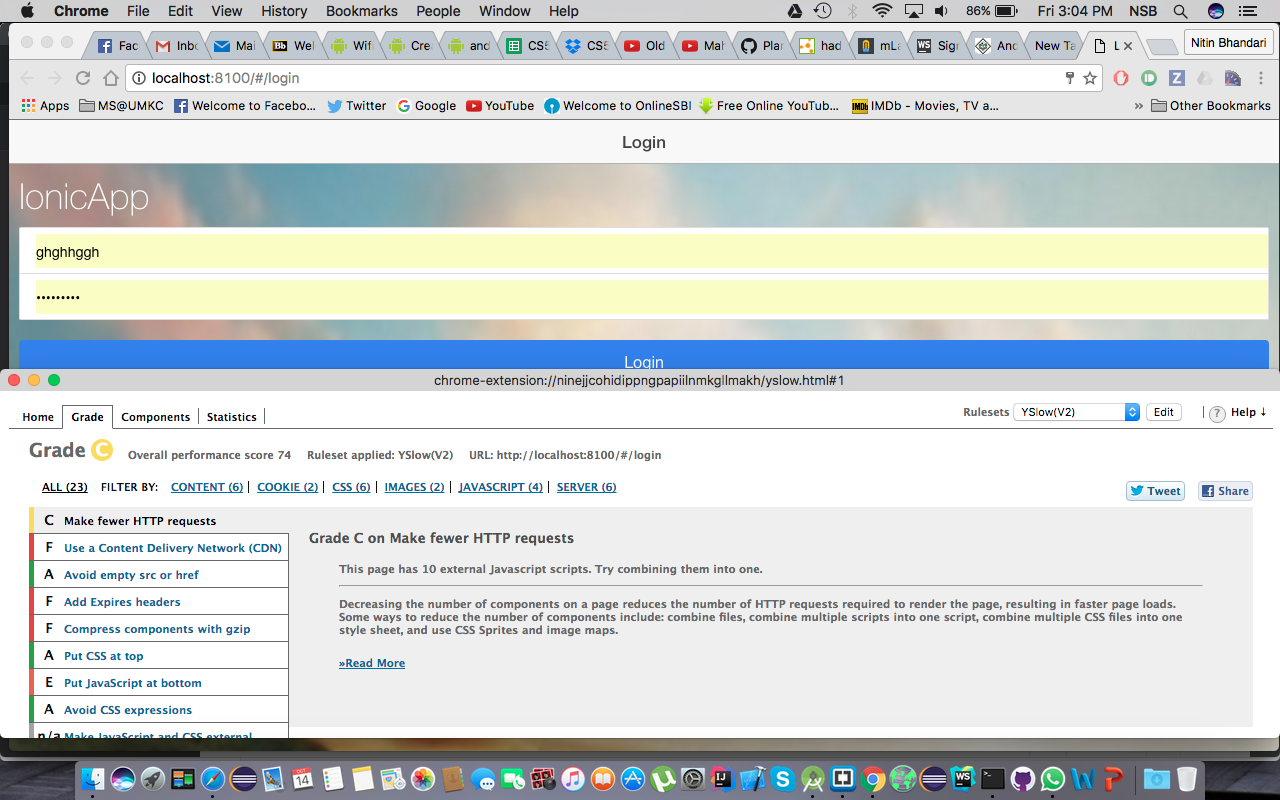 Chrome File Edit View History Bookmarks People Window Help 86% Fri 3:04 PM NSB
Fac Inbo Mai Wel Wif Cre and CS5 CS5 Old Mah Plar had mLa Sigr And New Ta L Nitin Bhandari
localhost:8100/#/login
Apps MS@UMKC Welcome to Facebo... Twitter Google YouTube Welcome to OnlineSBI Free Online YouTub... IMDb - Movies, TV a... » Other Bookmarks
Login
IonicApp
ghghhggh
•••••••••
Login
chrome-extension://ninejjcohidippngpapiilnmkgllmakh/yslow.html#1
Home Grade Components Statistics Rulesets YSlow(V2) Edit ? Help ↓
Grade C Overall performance score 74 Ruleset applied: YSlow(V2) URL: http://localhost:8100/#/login
ALL (23) FILTER BY: CONTENT (6) | COOKIE (2) | CSS (6) | IMAGES (2) | JAVASCRIPT (4) | SERVER (6)
Tweet Share
C Make fewer HTTP requests
F Use a Content Delivery Network (CDN)
A Avoid empty src or href
F Add Expires headers
F Compress components with gzip
A Put CSS at top
E Put JavaScript at bottom
A Avoid CSS expressions
n/a Make JavaScript and CSS external
Grade C on Make fewer HTTP requests
This page has 10 external Javascript scripts. Try combining them into one.
Decreasing the number of components on a page reduces the number of HTTP requests required to render the page, resulting in faster page loads.
Some ways to reduce the number of components include: combine files, combine multiple scripts into one script, combine multiple CSS files into one
style sheet, and use CSS Sprites and image maps.
»Read More